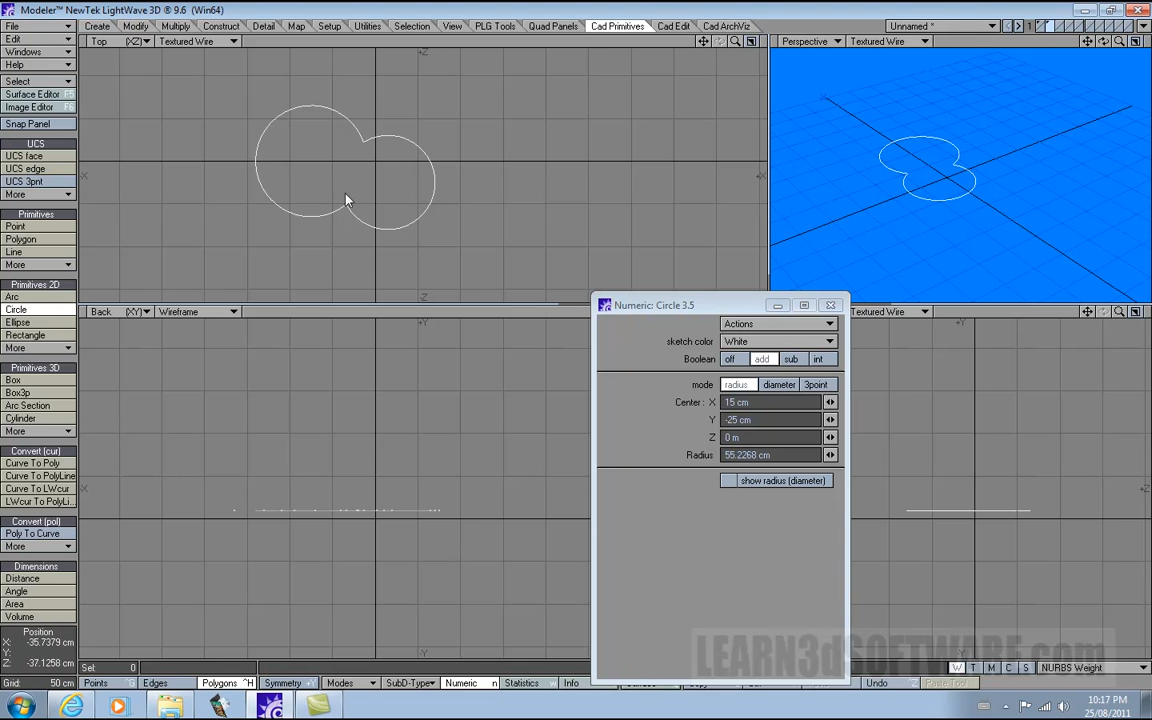 Modeler™ NewTek LightWave 3D ® 9.6 (Win64)
File
Create Modify Multiply Construct Detail Map Setup Utilities Selection View PLG Tools Quad Panels Cad Primitives Cad Edit Cad ArchViz Unnamed * 1
Edit
Windows
Help
Select
Surface Editor F5
Image Editor F6
Snap Panel
UCS
UCS face
UCS edge
UCS 3pnt
More
Primitives
Point
Polygon
Line
More
Primitives 2D
Arc
Circle
Ellipse
Rectangle
More
Primitives 3D
Box
Box3p
Arc Section
Cylinder
More
Convert (cur)
Curve To Poly
Curve To PolyLine
Curve To LWcur
LWcur To PolyLi...
Convert (pol)
Poly To Curve
More
Dimensions
Distance
Angle
Area
Volume
Position
X: -35.7379 cm
Y:
Z: -37.1258 cm
Grid: 50 cm
Top (XZ) Textured Wire
+Z
-X +X
-Z
Perspective Textured Wire
Back (XY) Wireframe
+Y
-X
-Y
Textured Wire
+Y
-Z
-Y
Numeric: Circle 3.5
Actions
sketch color White
Boolean off add sub int
mode radius diameter 3point
Center : X 15 cm
Y -25 cm
Z 0 m
Radius 55.2268 cm
show radius (diameter)
LEARN3dSOFTWARE.com
Sel: 0
W T M C S NURBS Weight
Points Edges Polygons ^H Symmetry +Y Modes SubD-Type Numeric n Statistics Info
Undo
Paste Tool
10:17 PM
25/08/2011